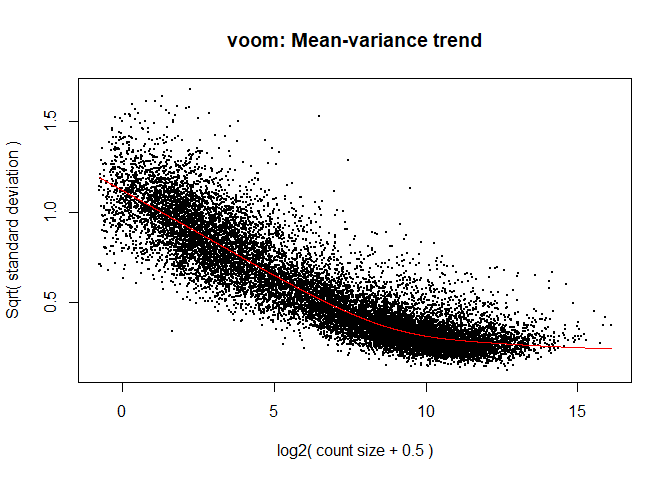 voom: Mean-variance trend
Sqrt( standard deviation )
1.5
1.0
0.5
0 5 10 15
log2( count size + 0.5 )